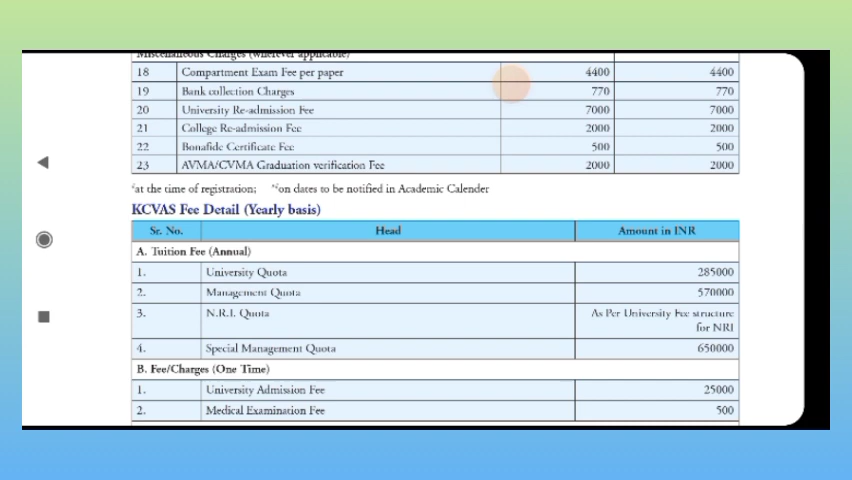 Miscellaneous Charges (wherever applicable)
18 Compartment Exam Fee per paper 4400 4400
19 Bank collection Charges 770 770
20 University Re-admission Fee 7000 7000
21 College Re-admission Fee 2000 2000
22 Bonafide Certificate Fee 500 500
23 AVMA/CVMA Graduation verification Fee 2000 2000
*at the time of registration; **on dates to be notified in Academic Calender
KCVAS Fee Detail (Yearly basis)
Sr. No. Head Amount in INR
A. Tuition Fee (Annual)
1. University Quota 285000
2. Management Quota 570000
3. N.R.I. Quota As Per University Fee structure
for NRI
4. Special Management Quota 650000
B. Fee/Charges (One Time)
1. University Admission Fee 25000
2. Medical Examination Fee 500